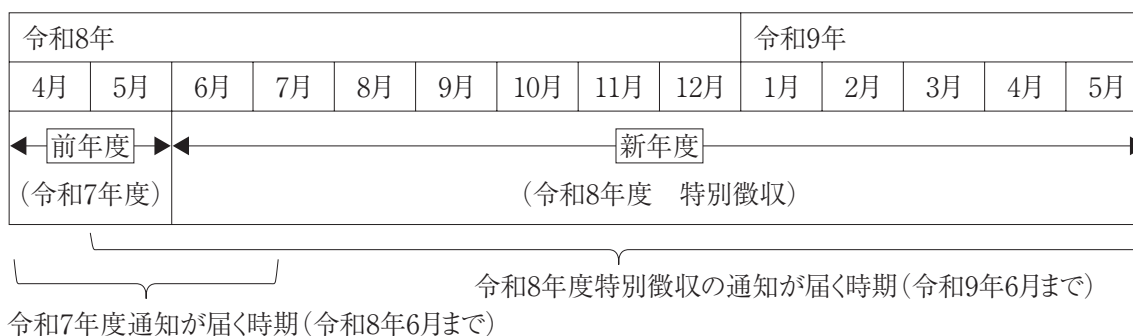 令和8年 令和9年
4月 5月 6月 7月 8月 9月 10月 11月 12月 1月 2月 3月 4月 5月
前年度 新年度
(令和7年度) (令和8年度 特別徴収)
令和8年度特別徴収の通知が届く時期(令和9年6月まで)
令和7年度通知が届く時期(令和8年6月まで)